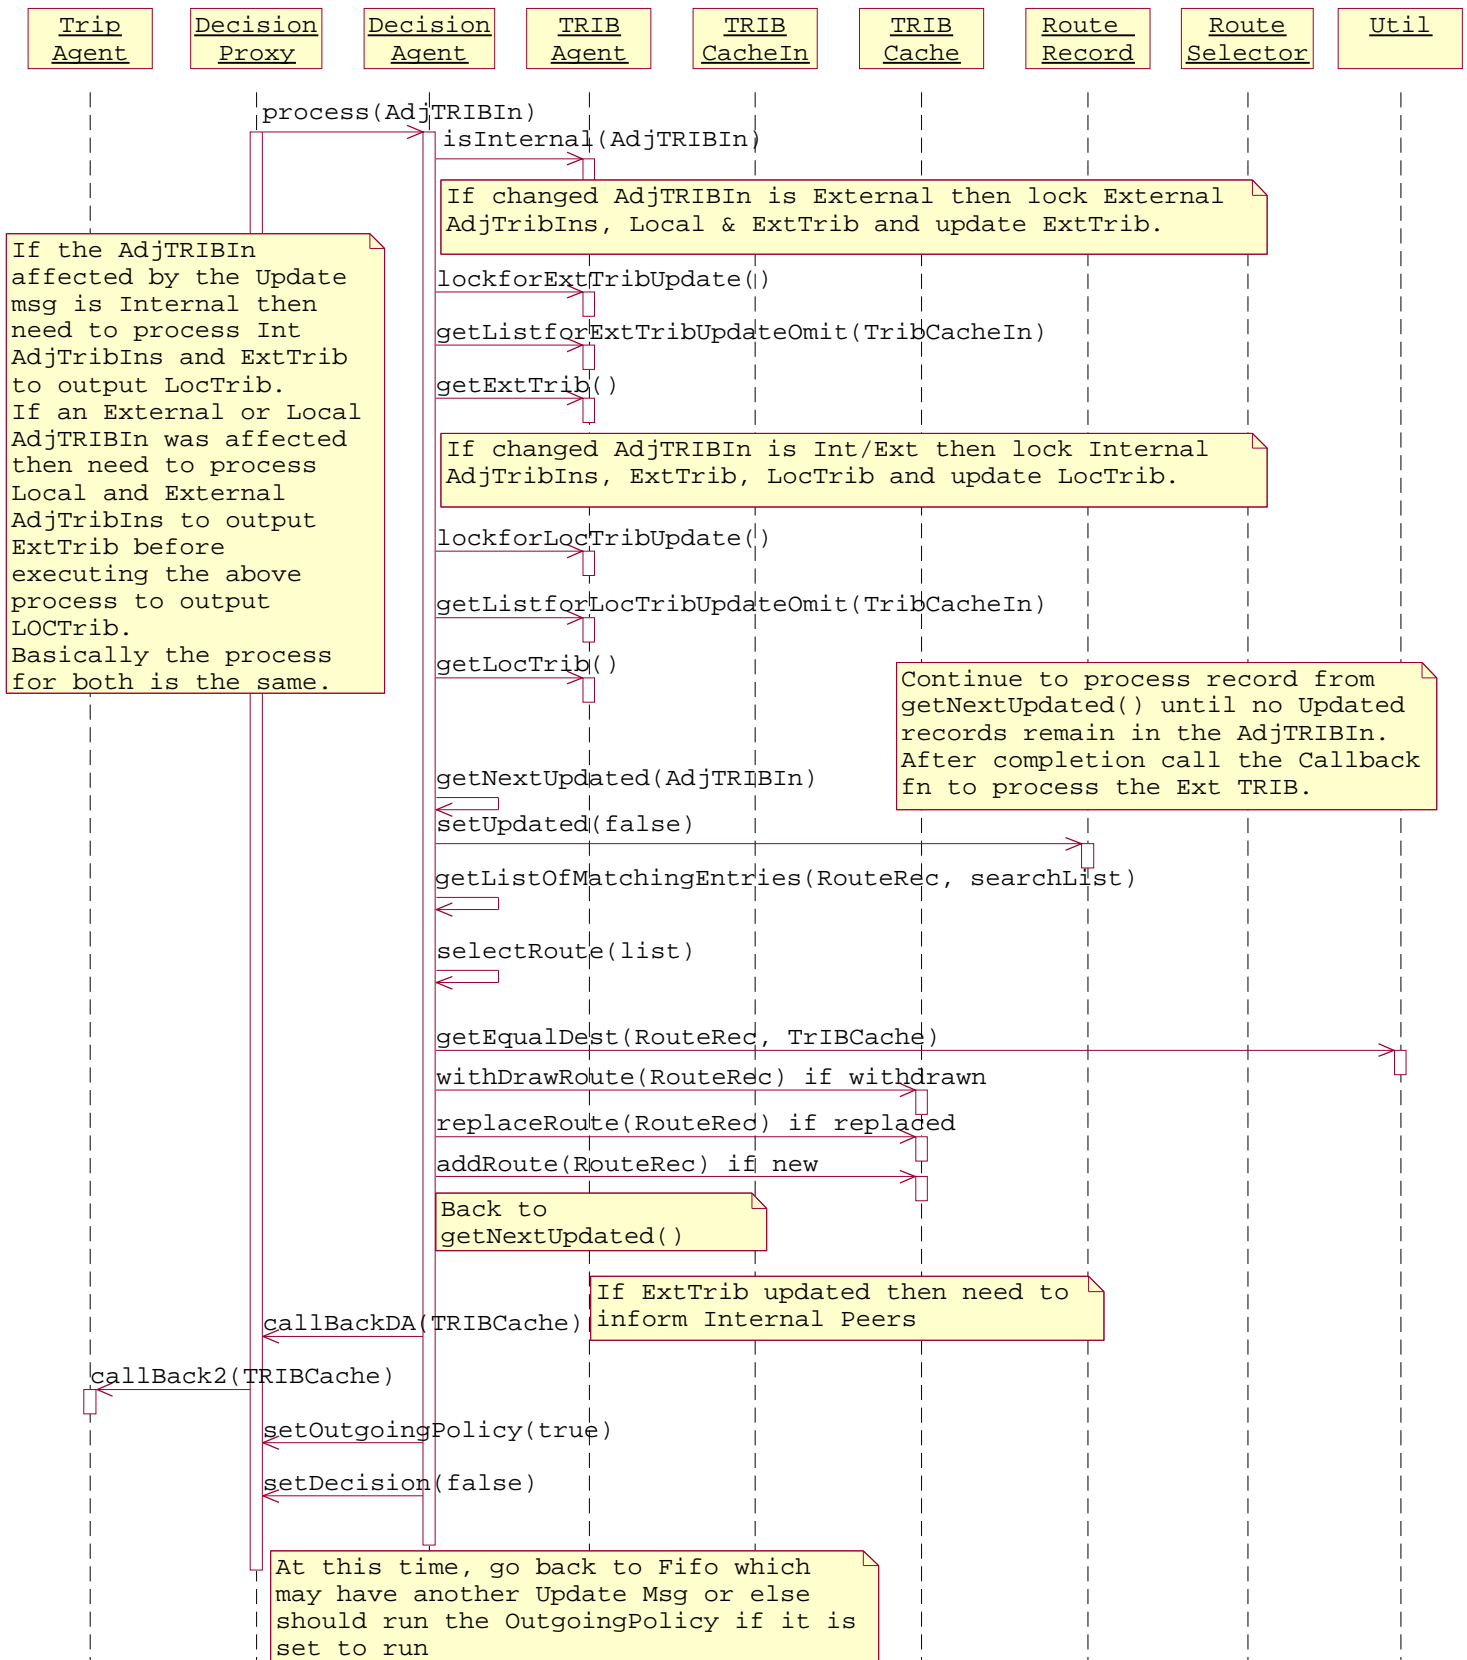 Trip
Agent
Decision
Proxy
Decision
Agent
TRIB
Agent
TRIB
CacheIn
TRIB
Cache
Route
Record
Route
Selector
Util
process(AdjTRIBIn)
isInternal(AdjTRIBIn)
If changed AdjTRIBIn is External then lock External
AdjTribIns, Local & ExtTrib and update ExtTrib.
If the AdjTRIBIn
affected by the Update
msg is Internal then
need to process Int
AdjTribIns and ExtTrib
to output LocTrib.
If an External or Local
AdjTRIBIn was affected
then need to process
Local and External
AdjTribIns to output
ExtTrib before
executing the above
process to output
LOCTrib.
Basically the process
for both is the same.
lockforExtTribUpdate()
getListforExtTribUpdateOmit(TribCacheIn)
getExtTrib()
If changed AdjTRIBIn is Int/Ext then lock Internal
AdjTribIns, ExtTrib, LocTrib and update LocTrib.
lockforLocTribUpdate()
getListforLocTribUpdateOmit(TribCacheIn)
getLocTrib()
Continue to process record from
getNextUpdated() until no Updated
records remain in the AdjTRIBIn.
After completion call the Callback
fn to process the Ext TRIB.
getNextUpdated(AdjTRIBIn)
setUpdated(false)
getListOfMatchingEntries(RouteRec, searchList)
selectRoute(list)
getEqualDest(RouteRec, TrIBCache)
withDrawRoute(RouteRec) if withdrawn
replaceRoute(RouteRec) if replaced
addRoute(RouteRec) if new
Back to
getNextUpdated()
If ExtTrib updated then need to
inform Internal Peers
callBackDA(TRIBCache)
callBack2(TRIBCache)
setOutgoingPolicy(true)
setDecision(false)
At this time, go back to Fifo which
may have another Update Msg or else
should run the OutgoingPolicy if it is
set to run